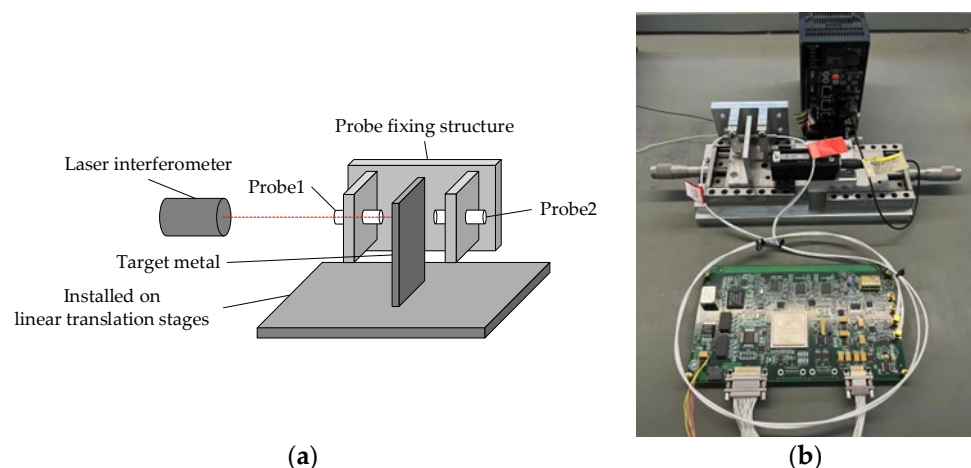 Probe fixing structure
Laser interferometer
Probe1
Probe2
Target metal
Installed on
linear translation stages
(a)
(b)